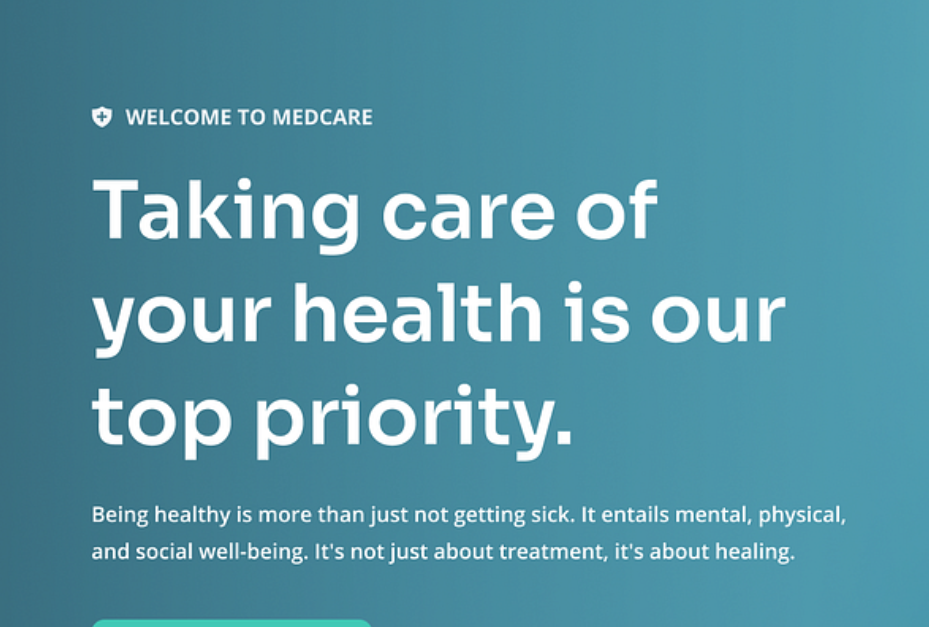 WELCOME TO MEDCARE
Taking care of
your health is our
top priority.
Being healthy is more than just not getting sick. It entails mental, physical,
and social well-being. It's not just about treatment, it's about healing.